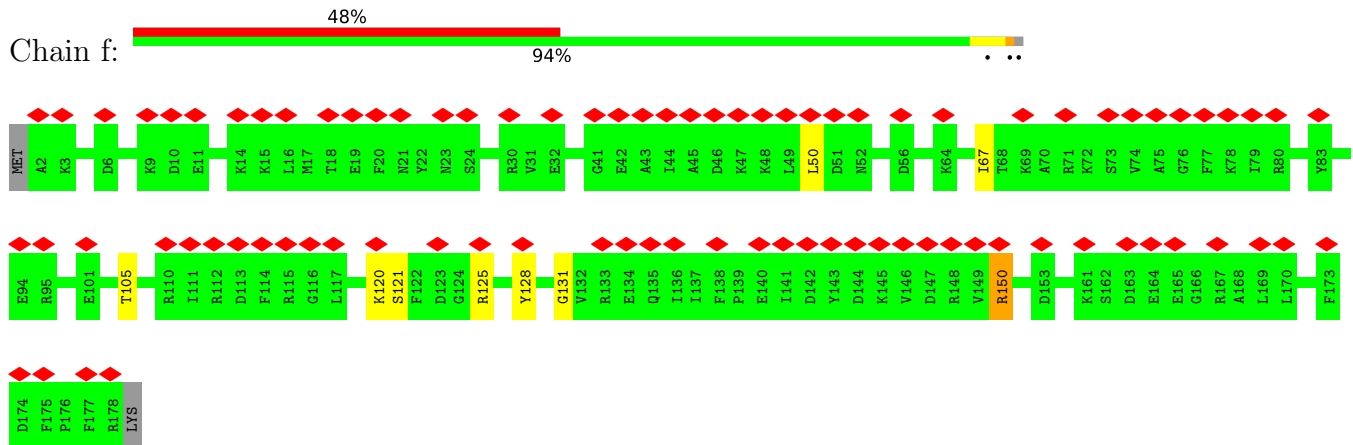 48%
Chain f:
94%
MET A2 K3 D6 K9 D10 E11 K14 K15 L16 M17 T18 E19 F20 N21 Y22 N23 S24 R30 V31 E32 G41 E42 A43 I44 A45 D46 K47 K48 L49 L50 D51 N52 D56 K64 I67 T68 K69 A70 R71 K72 S73 V74 A75 G76 F77 K78 I79 R80 Y83
E94 R95 E101 T105 R110 I111 R112 D113 F114 R115 G116 L117 K120 S121 F122 D123 G124 R125 Y128 G131 V132 R133 E134 Q135 I136 I137 F138 P139 E140 I141 D142 Y143 D144 K145 V146 D147 R148 V149 R150 D153 K161 S162 D163 E164 E165 G166 R167 A168 L169 L170 F173
D174 F175 P176 F177 R178 LYS